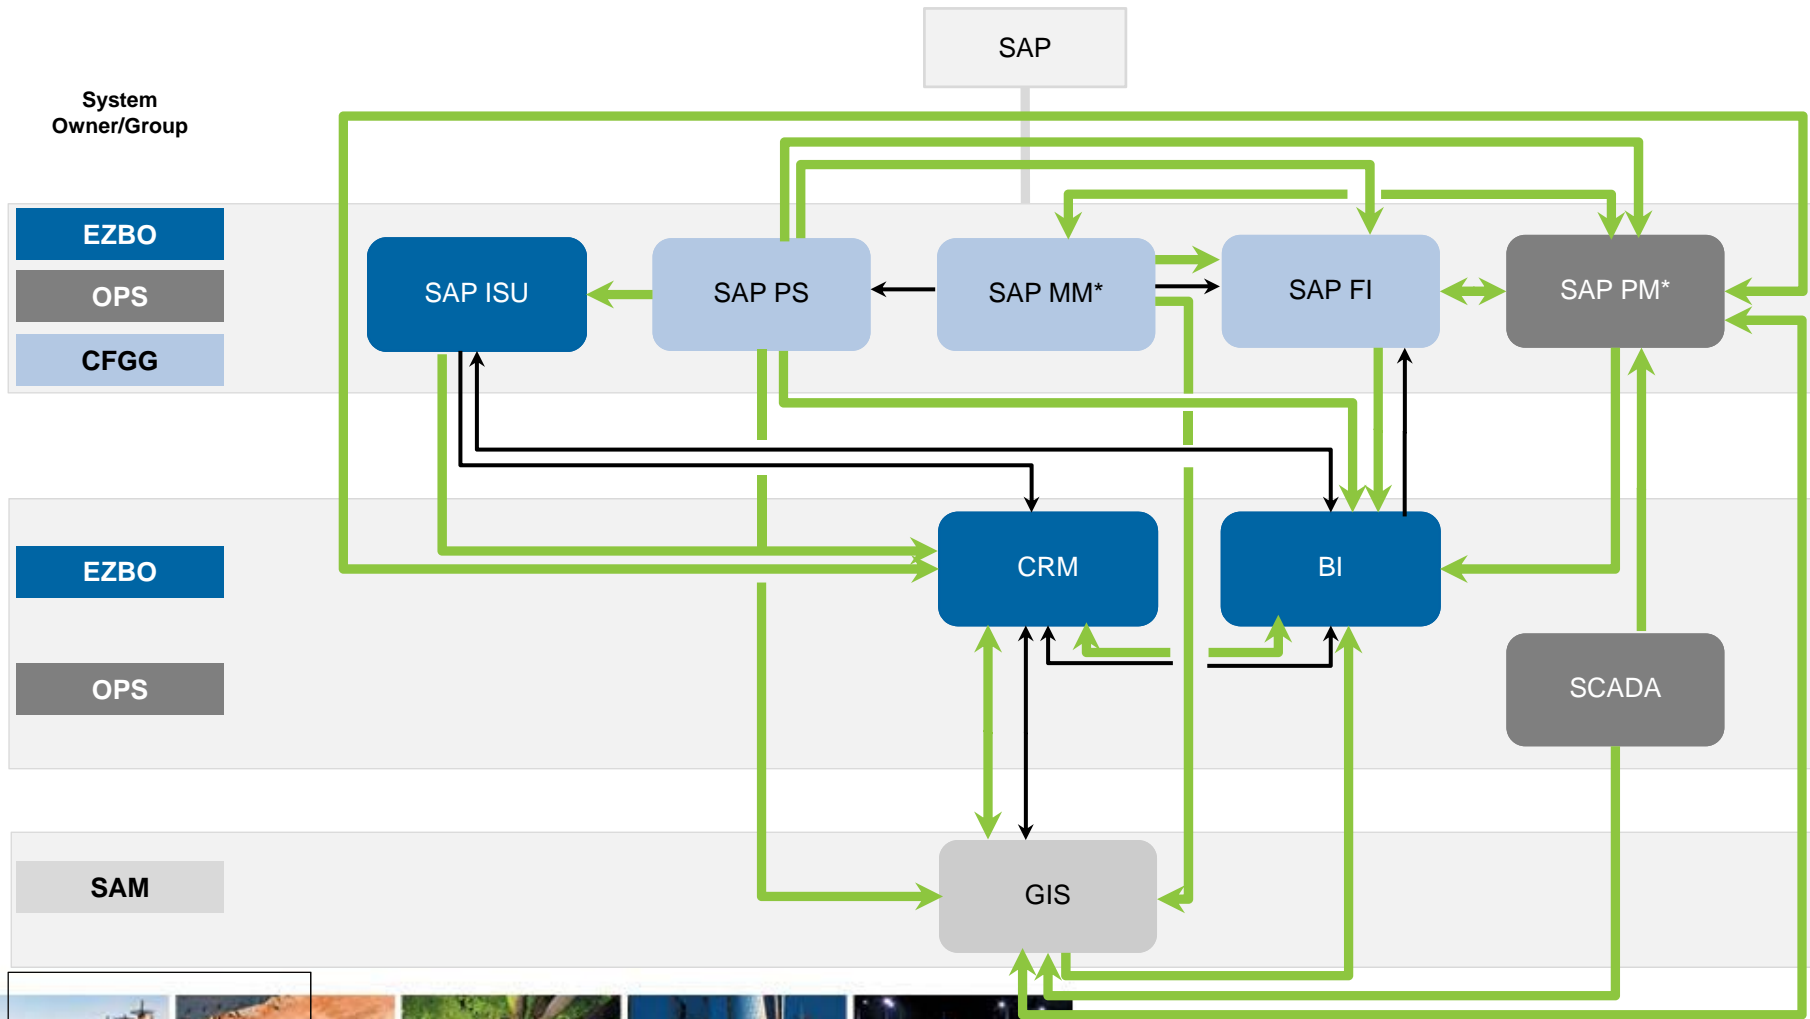 SAP
System
Owner/Group
EZBO
OPS
CFGG
SAP ISU
SAP PS
SAP MM*
SAP FI
SAP PM*
EZBO
CRM
BI
OPS
SCADA
SAM
GIS